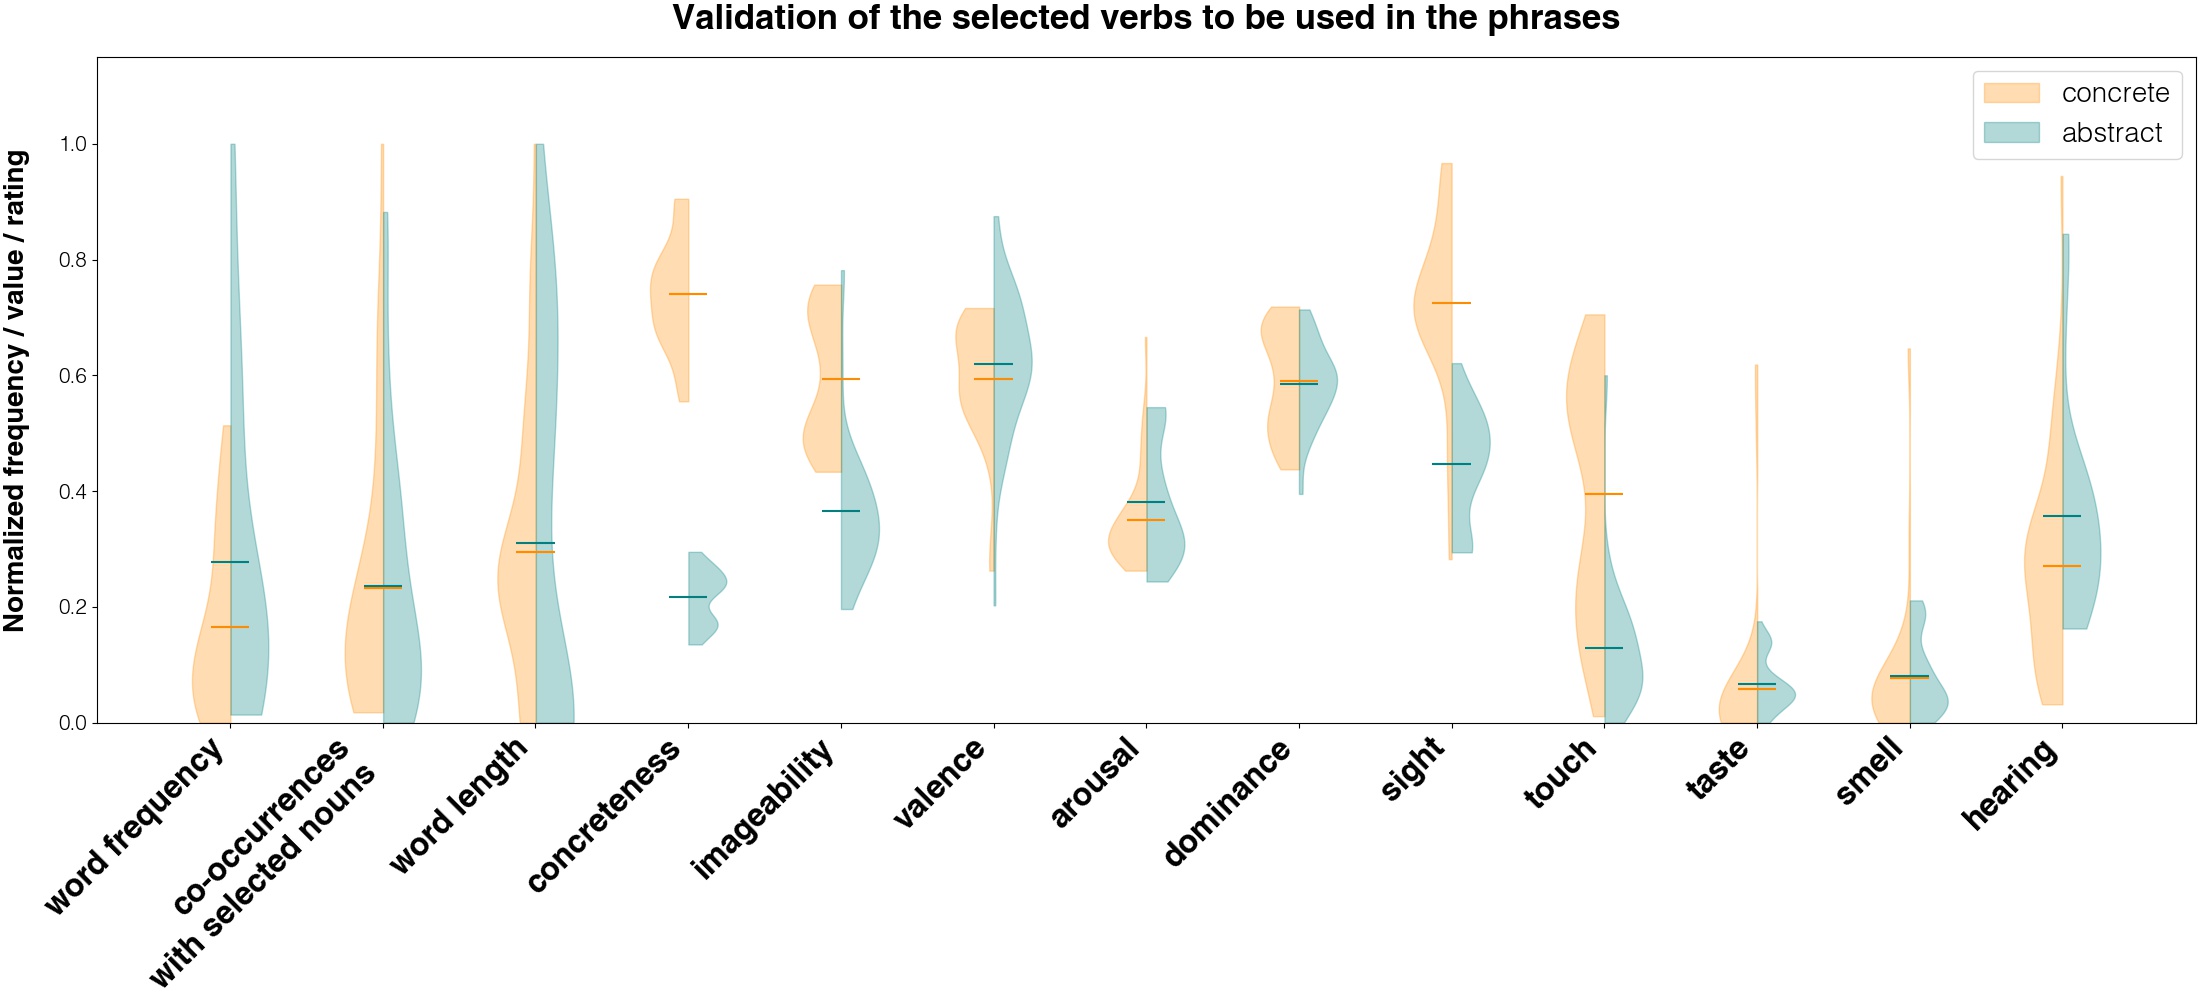 Validation of the selected verbs to be used in the phrases
Normalized frequency / value / rating
1.0
0.8
0.6
0.4
0.2
0.0
concrete
abstract
word frequency
co-occurrences
with selected nouns
word length
concreteness
imageability
valence
arousal
dominance
sight
touch
taste
smell
hearing